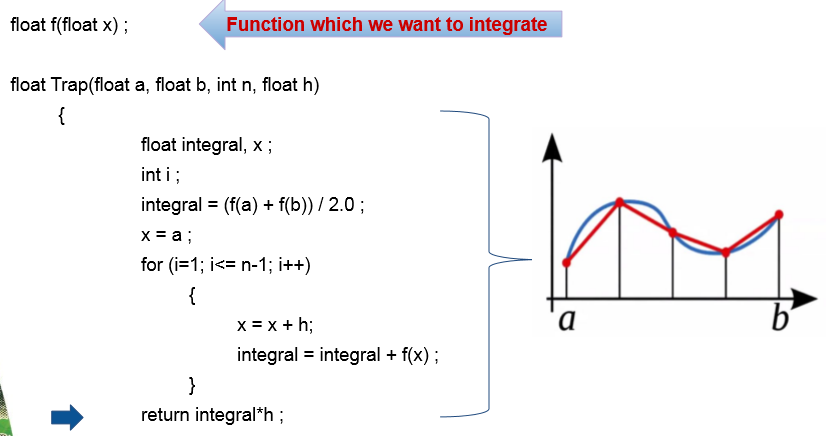 float f(float x) ;
Function which we want to integrate
float Trap(float a, float b, int n, float h)
{
float integral, x ;
int i ;
integral = (f(a) + f(b)) / 2.0 ;
x = a ;
for (i=1; i<= n-1; i++)
{
x = x + h;
integral = integral + f(x) ;
}
return integral*h ;
a
b